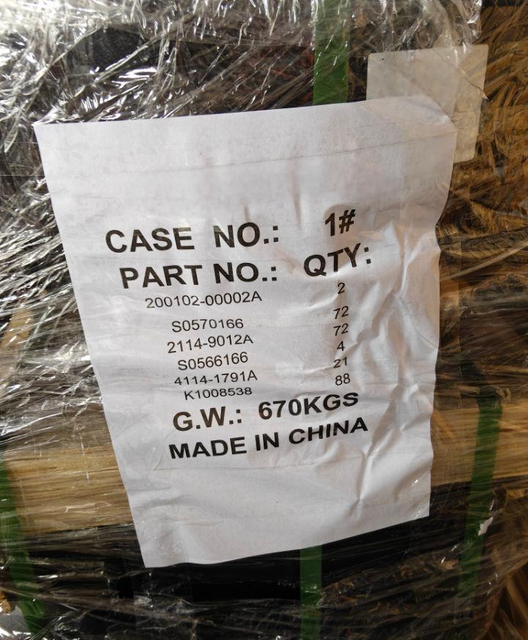 CASE NO.: 1#
PART NO.: QTY:
200102-00002A 2
S0570166 72
2114-9012A 72
S0566166 4
4114-1791A 21
K1008538 88
G.W.: 670KGS
MADE IN CHINA